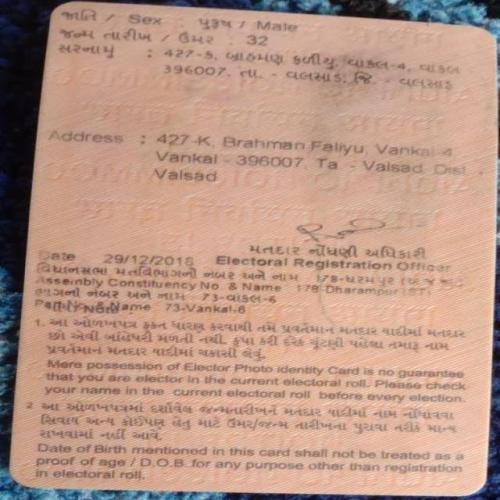 જાતિ / Sex : પુરૂષ / Male
જન્મ તારીખ / ઉંમર : 32
સરનામું : 427-ક, બ્રાહમણ ફળીયુ, વાંકલ-4, વાંકલ
396007. તા. - વલસાડ, જિ. - વલસાડ
Address : 427-K, Brahman Faliyu, Vankal-4
Vankal - 396007, Ta - Valsad, Dist -
Valsad
મતદાર નોંધણી અધિકારી
Date 29/12/2018 Electoral Registration Officer
વિધાનસભા મતવિભાગનો નંબર અને નામ 178-ધરમપુર
Assembly Constituency No & Name 178-Dharampur(ST)
ભાગનો નંબર અને નામ 73-વાંકલ-6
Part No. & Name 73-Vankal-6
1. આ ઓળખપત્ર ફક્ત ધારણ કરવાથી તમે પ્રવર્તમાન મતદાર યાદીમાં મતદાર
છો એવી બાંહેધરી મળતી નથી. કૃપા કરી દરેક ચૂંટણી પહેલા તમારૂ નામ
પ્રવર્તમાન મતદાર યાદીમાં ચકાસી લેવું.
Mere possession of Elector Photo identity Card is no guarantee
that you are elector in the current electoral roll. Please check
your name in the current electoral roll before every election.
2 આ ઓળખપત્રમાં દર્શાવેલ જન્મતારીખને મતદાર યાદીમાં નામ નોંધાવવા
સિવાય અન્ય કોઈપણ હેતુ માટે ઉંમર/જન્મ તારીખના પુરાવા તરીકે માન્ય
રાખવામાં નહીં આવે.
Date of Birth mentioned in this card shall not be treated as a
proof of age / D.O.B. for any purpose other than registration
in electoral roll.